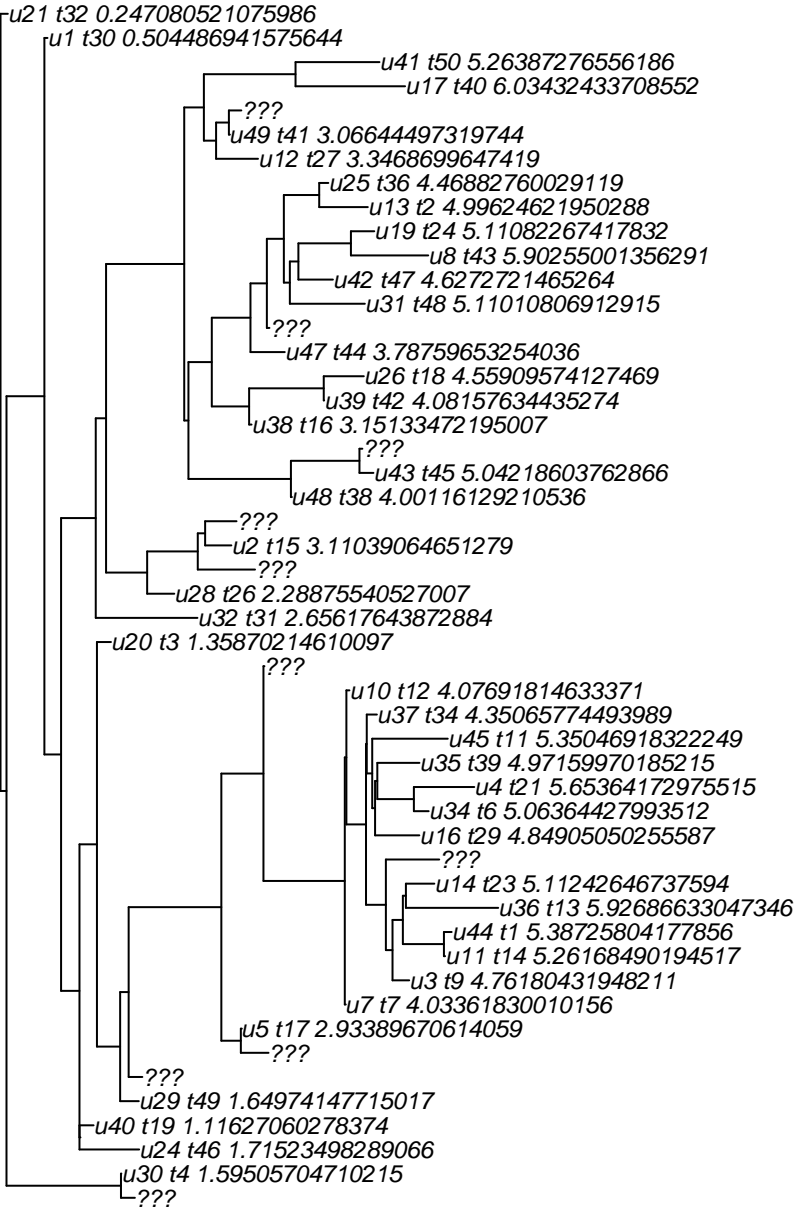 u21 t32 0.247080521075986
u1 t30 0.504486941575644
u41 t50 5.26387276556186
u17 t40 6.03432433708552
???
u49 t41 3.06644497319744
u12 t27 3.3468699647419
u25 t36 4.46882760029119
u13 t2 4.99624621950288
u19 t24 5.11082267417832
u8 t43 5.90255001356291
u42 t47 4.6272721465264
u31 t48 5.11010806912915
???
u47 t44 3.78759653254036
u26 t18 4.55909574127469
u39 t42 4.08157634435274
u38 t16 3.15133472195007
???
u43 t45 5.04218603762866
u48 t38 4.00116129210536
???
u2 t15 3.11039064651279
???
u28 t26 2.28875540527007
u32 t31 2.65617643872884
u20 t3 1.35870214610097
???
u10 t12 4.07691814633371
u37 t34 4.35065774493989
u45 t11 5.35046918322249
u35 t39 4.97159970185215
u4 t21 5.65364172975515
u34 t6 5.06364427993512
u16 t29 4.84905050255587
???
u14 t23 5.11242646737594
u36 t13 5.92686633047346
u44 t1 5.38725804177856
u11 t14 5.26168490194517
u3 t9 4.76180431948211
u7 t7 4.03361830010156
u5 t17 2.93389670614059
???
???
u29 t49 1.64974147715017
u40 t19 1.11627060278374
u24 t46 1.71523498289066
u30 t4 1.59505704710215
???